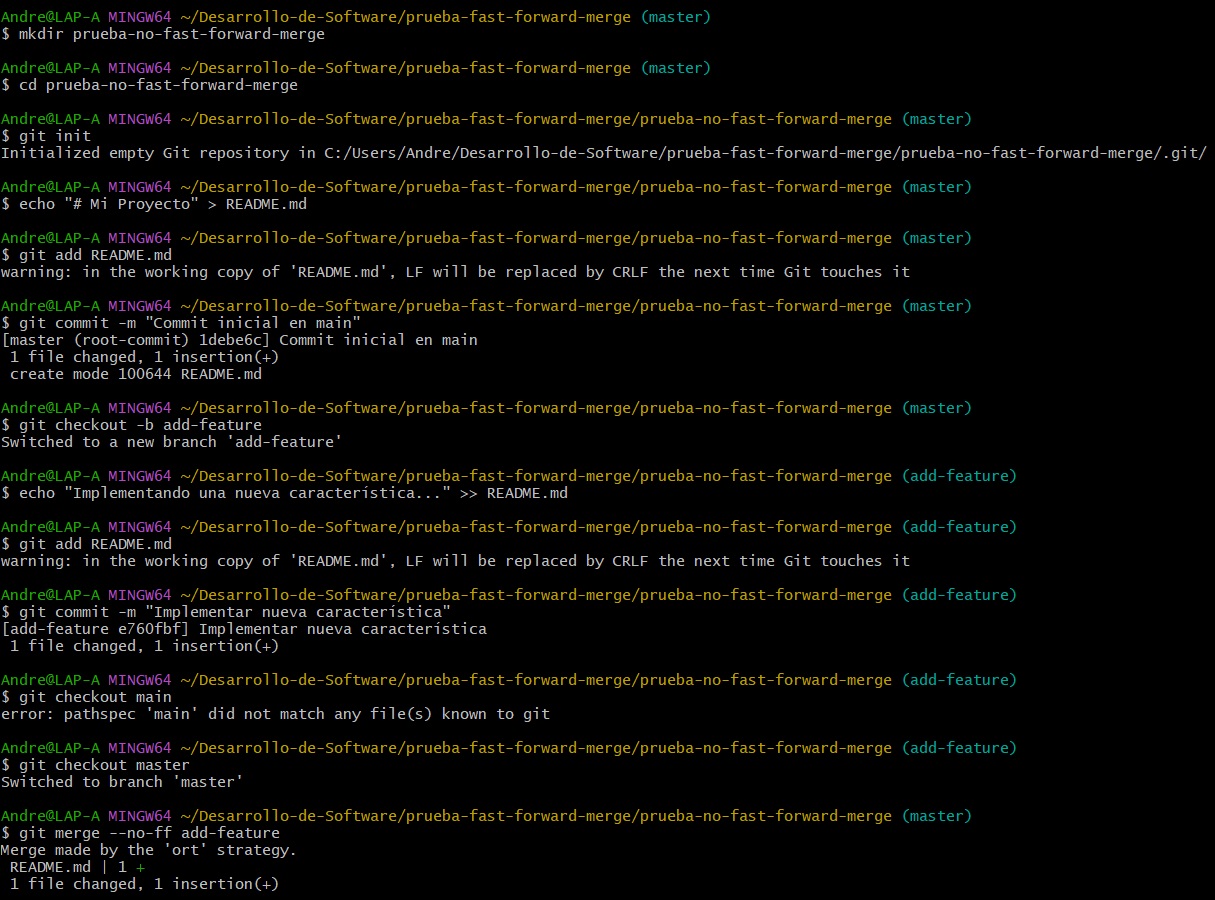 Andre@LAP-A MINGW64 ~/Desarrollo-de-Software/prueba-fast-forward-merge (master)
$ mkdir prueba-no-fast-forward-merge
Andre@LAP-A MINGW64 ~/Desarrollo-de-Software/prueba-fast-forward-merge (master)
$ cd prueba-no-fast-forward-merge
Andre@LAP-A MINGW64 ~/Desarrollo-de-Software/prueba-fast-forward-merge/prueba-no-fast-forward-merge (master)
$ git init
Initialized empty Git repository in C:/Users/Andre/Desarrollo-de-Software/prueba-fast-forward-merge/prueba-no-fast-forward-merge/.git/
Andre@LAP-A MINGW64 ~/Desarrollo-de-Software/prueba-fast-forward-merge/prueba-no-fast-forward-merge (master)
$ echo "# Mi Proyecto" > README.md
Andre@LAP-A MINGW64 ~/Desarrollo-de-Software/prueba-fast-forward-merge/prueba-no-fast-forward-merge (master)
$ git add README.md
warning: in the working copy of 'README.md', LF will be replaced by CRLF the next time Git touches it
Andre@LAP-A MINGW64 ~/Desarrollo-de-Software/prueba-fast-forward-merge/prueba-no-fast-forward-merge (master)
$ git commit -m "Commit inicial en main"
[master (root-commit) 1debe6c] Commit inicial en main
 1 file changed, 1 insertion(+)
 create mode 100644 README.md
Andre@LAP-A MINGW64 ~/Desarrollo-de-Software/prueba-fast-forward-merge/prueba-no-fast-forward-merge (master)
$ git checkout -b add-feature
Switched to a new branch 'add-feature'
Andre@LAP-A MINGW64 ~/Desarrollo-de-Software/prueba-fast-forward-merge/prueba-no-fast-forward-merge (add-feature)
$ echo "Implementando una nueva característica..." >> README.md
Andre@LAP-A MINGW64 ~/Desarrollo-de-Software/prueba-fast-forward-merge/prueba-no-fast-forward-merge (add-feature)
$ git add README.md
warning: in the working copy of 'README.md', LF will be replaced by CRLF the next time Git touches it
Andre@LAP-A MINGW64 ~/Desarrollo-de-Software/prueba-fast-forward-merge/prueba-no-fast-forward-merge (add-feature)
$ git commit -m "Implementar nueva característica"
[add-feature e760fbf] Implementar nueva característica
 1 file changed, 1 insertion(+)
Andre@LAP-A MINGW64 ~/Desarrollo-de-Software/prueba-fast-forward-merge/prueba-no-fast-forward-merge (add-feature)
$ git checkout main
error: pathspec 'main' did not match any file(s) known to git
Andre@LAP-A MINGW64 ~/Desarrollo-de-Software/prueba-fast-forward-merge/prueba-no-fast-forward-merge (add-feature)
$ git checkout master
Switched to branch 'master'
Andre@LAP-A MINGW64 ~/Desarrollo-de-Software/prueba-fast-forward-merge/prueba-no-fast-forward-merge (master)
$ git merge --no-ff add-feature
Merge made by the 'ort' strategy.
 README.md | 1 +
 1 file changed, 1 insertion(+)